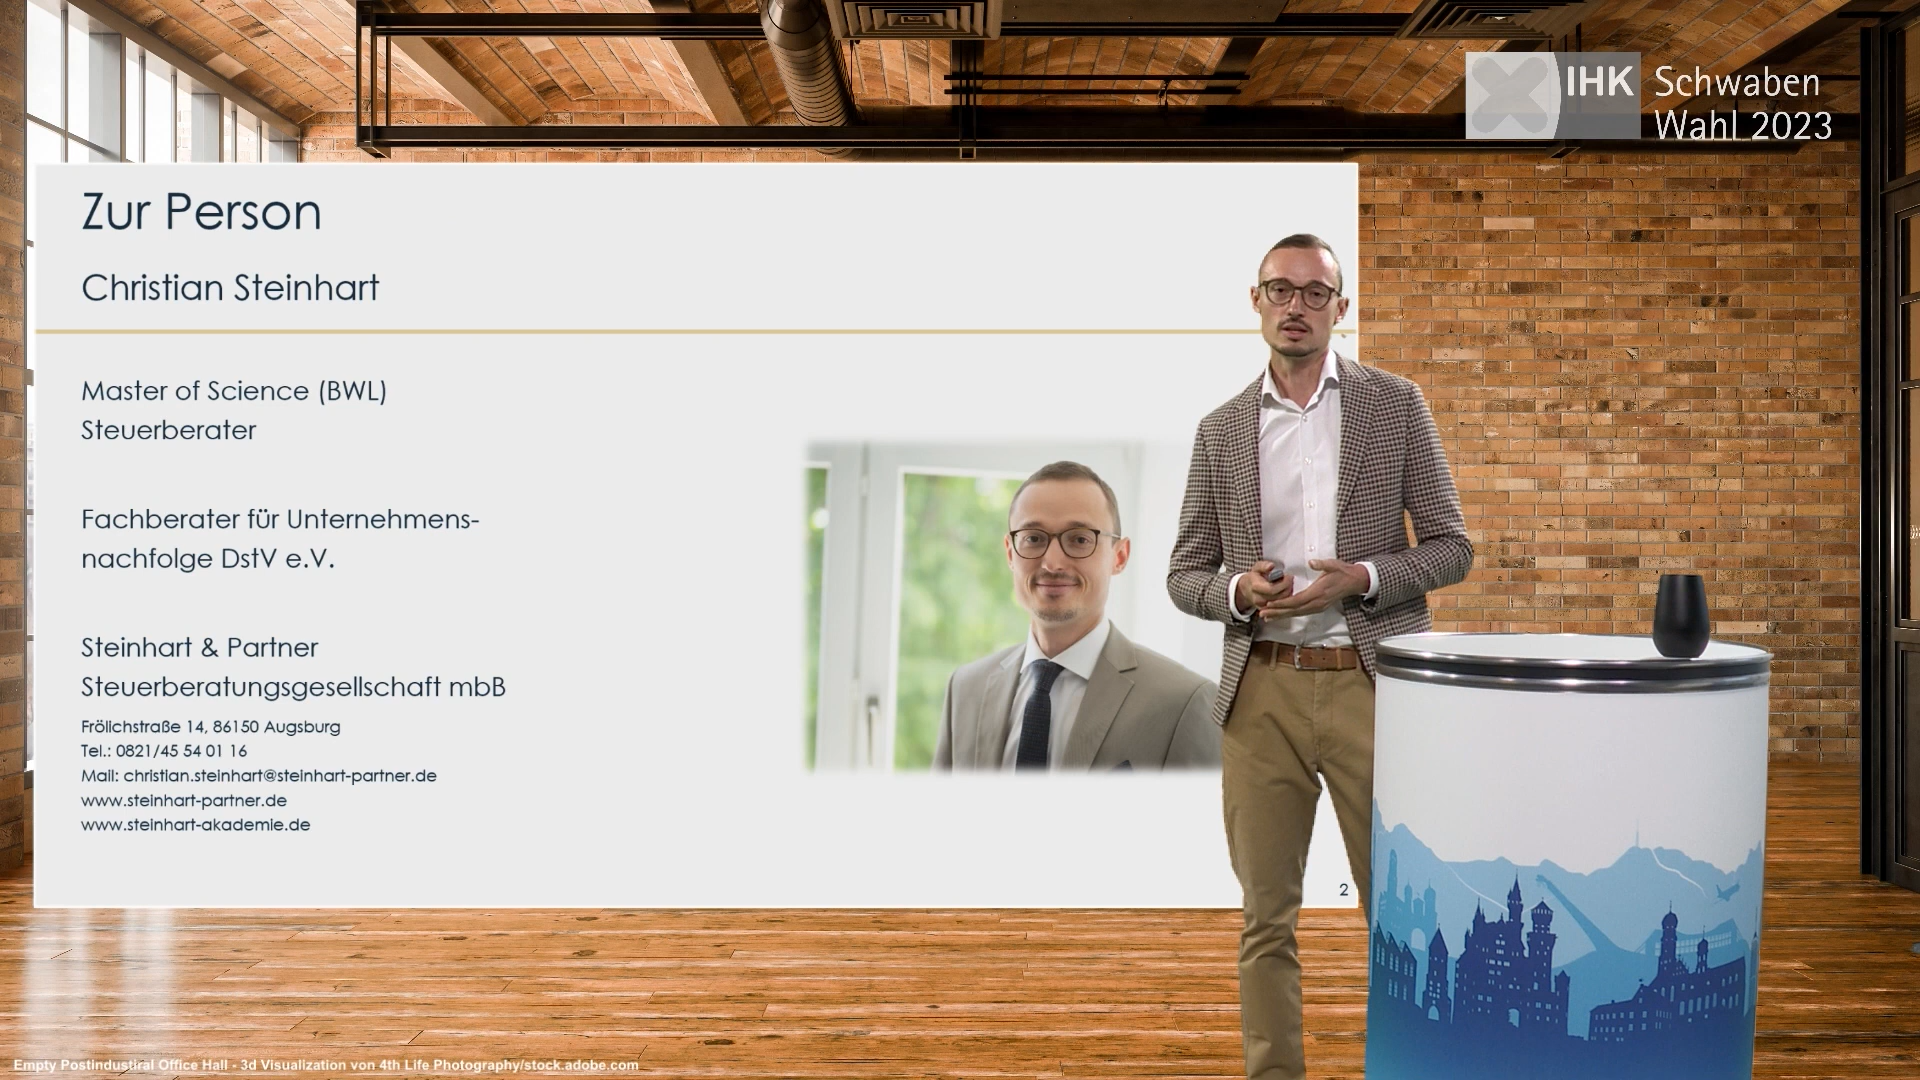 IHK Schwaben
Wahl 2023
Zur Person
Christian Steinhart
Master of Science (BWL)
Steuerberater
Fachberater für Unternehmens-
nachfolge DstV e.V.
Steinhart & Partner
Steuerberatungsgesellschaft mbB
Frölichstraße 14, 86150 Augsburg
Tel.: 0821/45 54 01 16
Mail: christian.steinhart@steinhart-partner.de
www.steinhart-partner.de
www.steinhart-akademie.de
2
Empty Postindustiral Office Hall - 3d Visualization von 4th Life Photography/stock.adobe.com